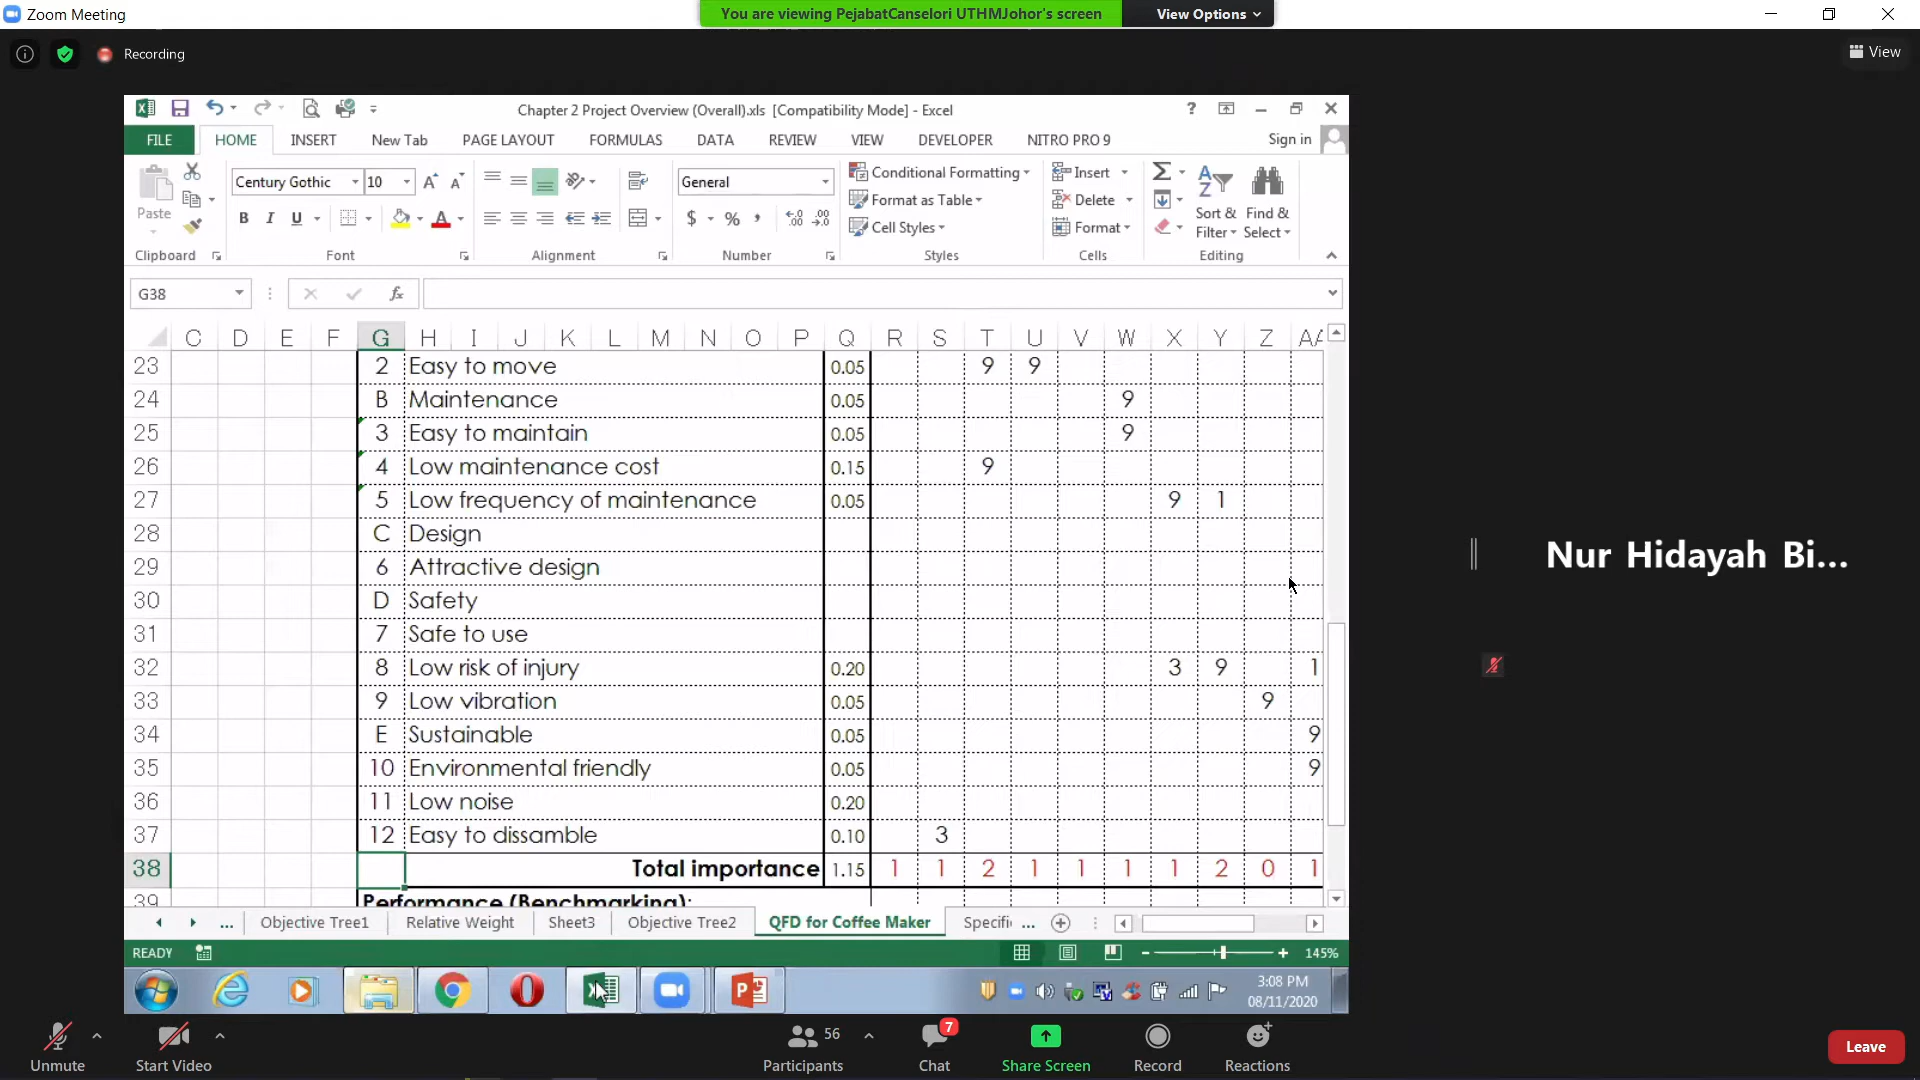 Zoom Meeting
You are viewing PejabatCanselori UTHMJohor's screen
View Options
Recording
View
Chapter 2 Project Overview (Overall).xls [Compatibility Mode] - Excel
FILE HOME INSERT New Tab PAGE LAYOUT FORMULAS DATA REVIEW VIEW DEVELOPER NITRO PRO 9 Sign in
Paste
Century Gothic 10
General
B I U
$ % ,
Conditional Formatting
Format as Table
Cell Styles
Insert
Delete
Format
Sort & Filter
Find & Select
Clipboard Font Alignment Number Styles Cells Editing
G38 fx
C D E F G H I J K L M N O P Q R S T U V W X Y Z AA
23 2 Easy to move 0.05 9 9
24 B Maintenance 0.05 9
25 3 Easy to maintain 0.05 9
26 4 Low maintenance cost 0.15 9
27 5 Low frequency of maintenance 0.05 9 1
28 C Design
29 6 Attractive design
30 D Safety
31 7 Safe to use
32 8 Low risk of injury 0.20 3 9 1
33 9 Low vibration 0.05 9
34 E Sustainable 0.05 9
35 10 Environmental friendly 0.05 9
36 11 Low noise 0.20
37 12 Easy to dissamble 0.10 3
38 Total importance 1.15 1 1 2 1 1 1 1 2 0 1
39 Performance (Benchmarking):
... Objective Tree1 Relative Weight Sheet3 Objective Tree2 QFD for Coffee Maker Specifi ...
READY 145%
3:08 PM
08/11/2020
Nur Hidayah Bi...
Unmute
Start Video
56
Participants
7
Chat
Share Screen
Record
Reactions
Leave